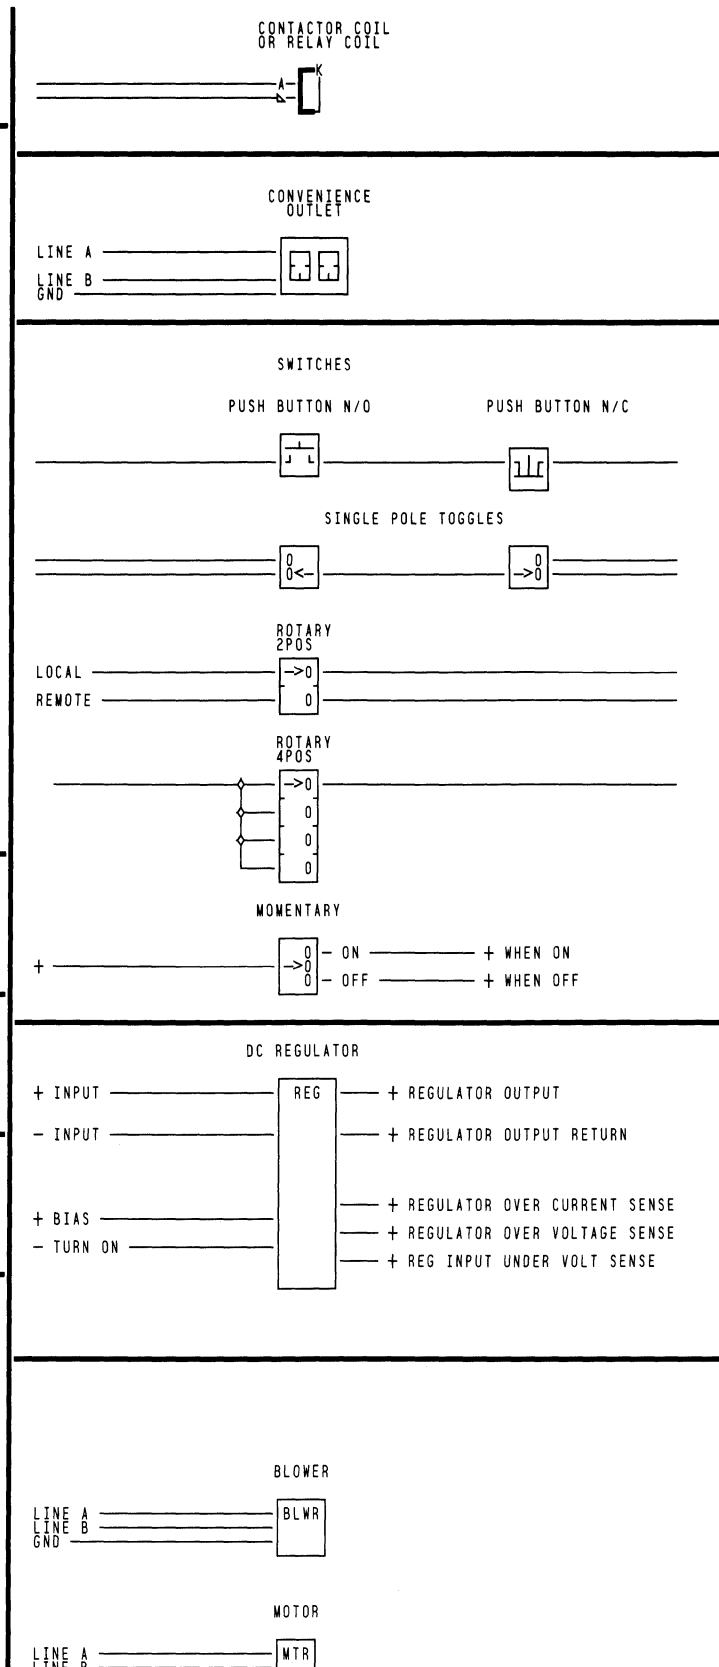 CONTACTOR COIL
OR RELAY COIL
K
A
CONVENIENCE
OUTLET
LINE A
LINE B
GND
SWITCHES
PUSH BUTTON N/O
PUSH BUTTON N/C
SINGLE POLE TOGGLES
0 0
0<- ->0
ROTARY
2POS
LOCAL ->0
REMOTE 0
ROTARY
4POS
->0
0
0
0
MOMENTARY
0 - ON + WHEN ON
+ ->0
0 - OFF + WHEN OFF
DC REGULATOR
+ INPUT REG + REGULATOR OUTPUT
- INPUT + REGULATOR OUTPUT RETURN
+ REGULATOR OVER CURRENT SENSE
+ BIAS
+ REGULATOR OVER VOLTAGE SENSE
- TURN ON
+ REG INPUT UNDER VOLT SENSE
BLOWER
LINE A BLWR
LINE B
GND
MOTOR
LINE A MTR
LINE B